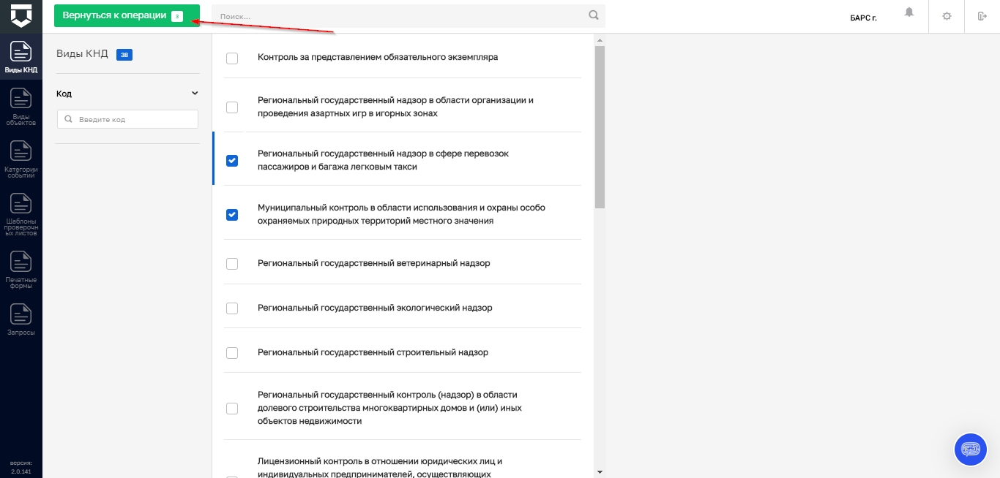 Вернуться к операции 3
Поиск...
БАРС г.
Виды КНД
Виды
объектов
Категории
событий
Шаблоны
проверочн
ых листов
Печатные
формы
Запросы
версия:
2.0.141
Виды КНД 38
Код
Введите код
Контроль за представлением обязательного экземпляра
Региональный государственный надзор в области организации и
проведения азартных игр в игорных зонах
Региональный государственный надзор в сфере перевозок
пассажиров и багажа легковым такси
Муниципальный контроль в области использования и охраны особо
охраняемых природных территорий местного значения
Региональный государственный ветеринарный надзор
Региональный государственный экологический надзор
Региональный государственный строительный надзор
Региональный государственный контроль (надзор) в области
долевого строительства многоквартирных домов и (или) иных
объектов недвижимости
Лицензионный контроль в отношении юридических лиц и
индивидуальных предпринимателей, осуществляющих